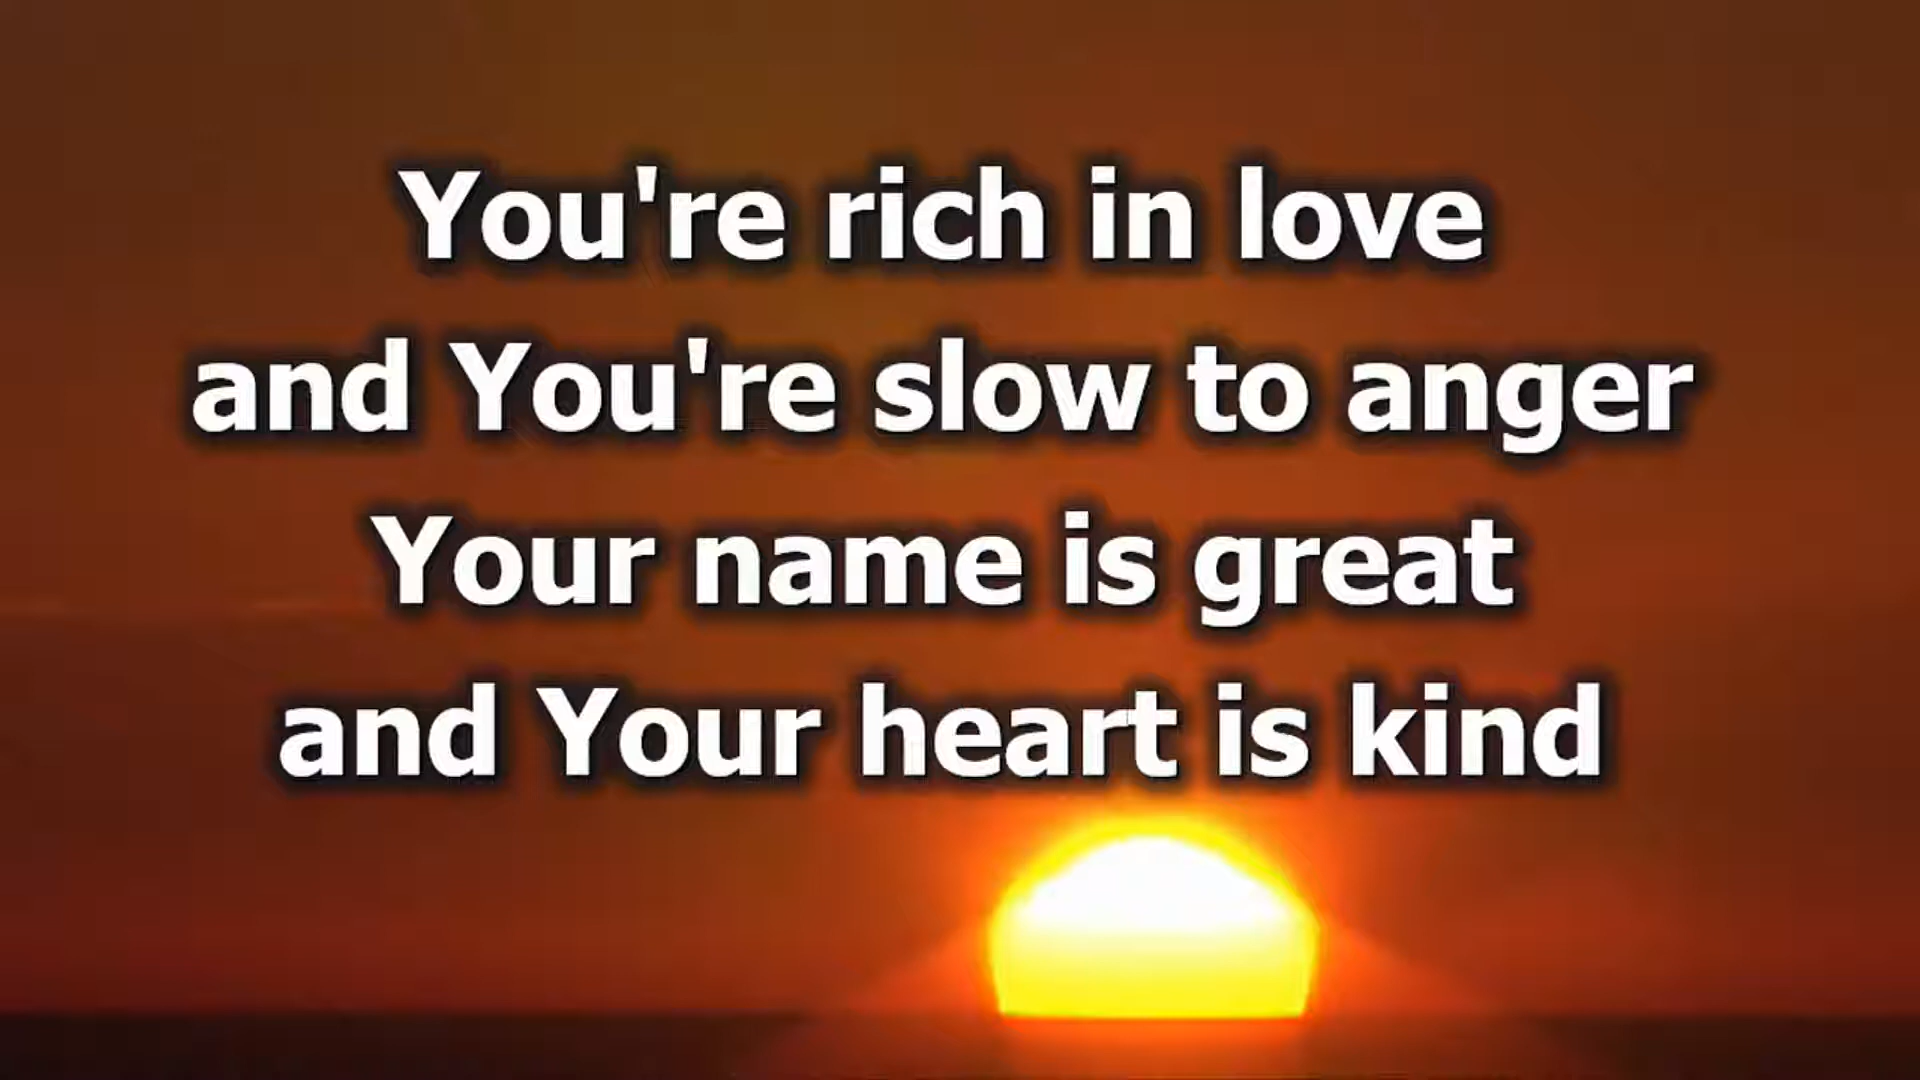 You're rich in love
and You're slow to anger
Your name is great
and Your heart is kind